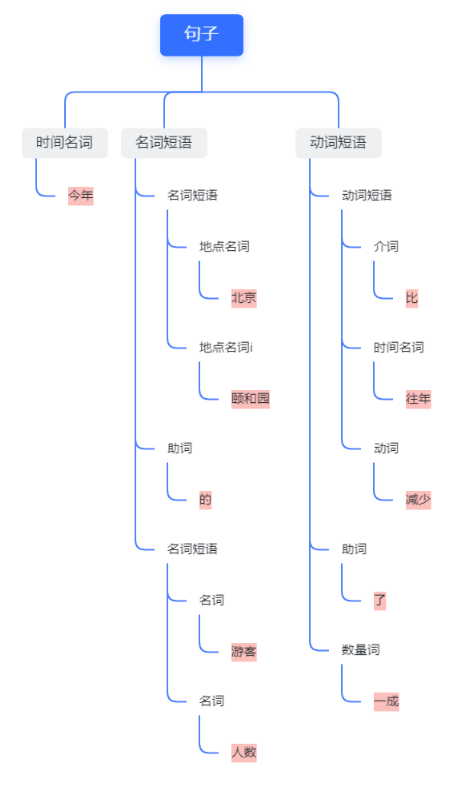 句子
时间名词
今年
名词短语
名词短语
地点名词
北京
地点名词i
颐和园
助词
的
名词短语
名词
游客
名词
人数
动词短语
动词短语
介词
比
时间名词
往年
动词
减少
助词
了
数量词
一成